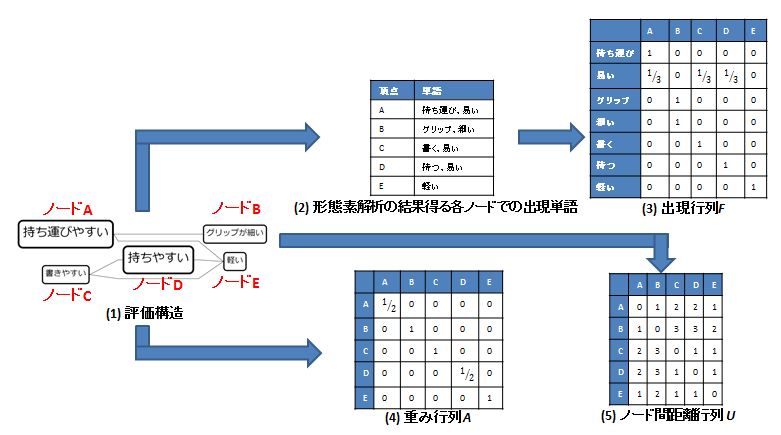 A B C D E
持ち運び 1 0 0 0 0
易い 1/3 0 1/3 1/3 0
グリップ 0 1 0 0 0
細い 0 1 0 0 0
書く 0 0 1 0 0
持つ 0 0 0 1 0
軽い 0 0 0 0 1
(3) 出現行列F
頂点 単語
A 持ち運び、易い
B グリップ、細い
C 書く、易い
D 持つ、易い
E 軽い
(2) 形態素解析の結果得る各ノードでの出現単語
ノードA
ノードB
持ち運びやすい
グリップが細い
持ちやすい
軽い
書きやすい
ノードC
ノードD
ノードE
(1) 評価構造
A B C D E
A 1/2 0 0 0 0
B 0 1 0 0 0
C 0 0 1 0 0
D 0 0 0 1/2 0
E 0 0 0 0 1
(4) 重み行列A
A B C D E
A 0 1 2 2 1
B 1 0 3 3 2
C 2 3 0 1 1
D 2 3 1 0 1
E 1 2 1 1 0
(5) ノード間距離行列U